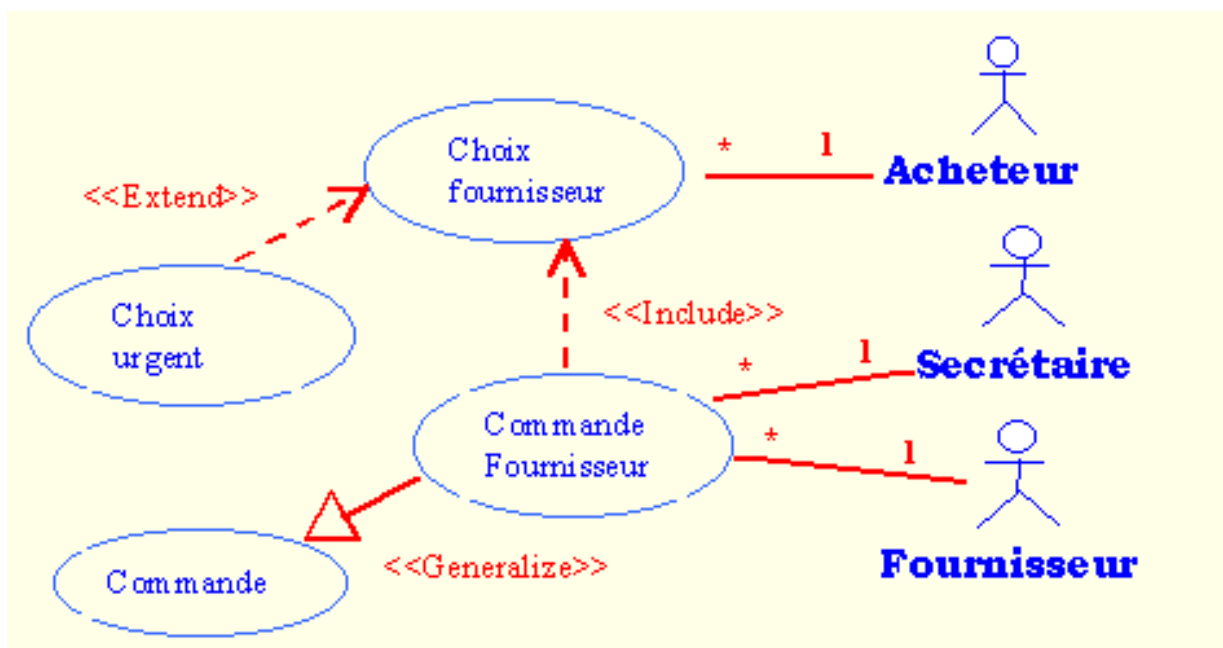 Choix
fournisseur
* 1
Acheteur
<<Extend>>
Choix
urgent
<<Include>>
* 1
Secrétaire
Commande
Fournisseur
* 1
Fournisseur
<<Generalize>>
Commande